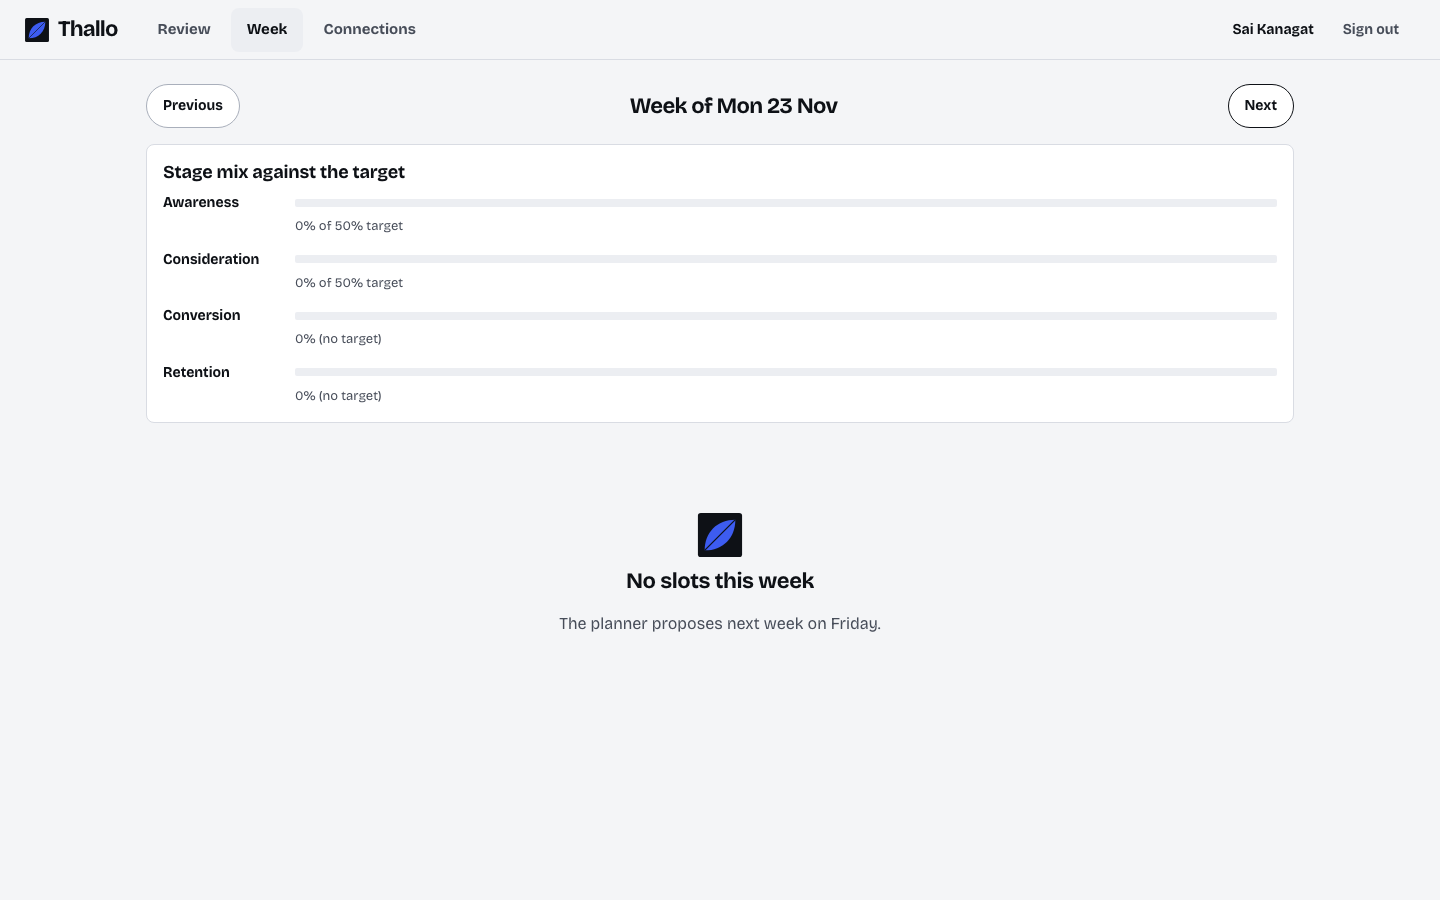 Thallo
Review
Week
Connections
Sai Kanagat
Sign out
Previous
Week of Mon 23 Nov
Next
Stage mix against the target
Awareness
0% of 50% target
Consideration
0% of 50% target
Conversion
0% (no target)
Retention
0% (no target)
No slots this week
The planner proposes next week on Friday.